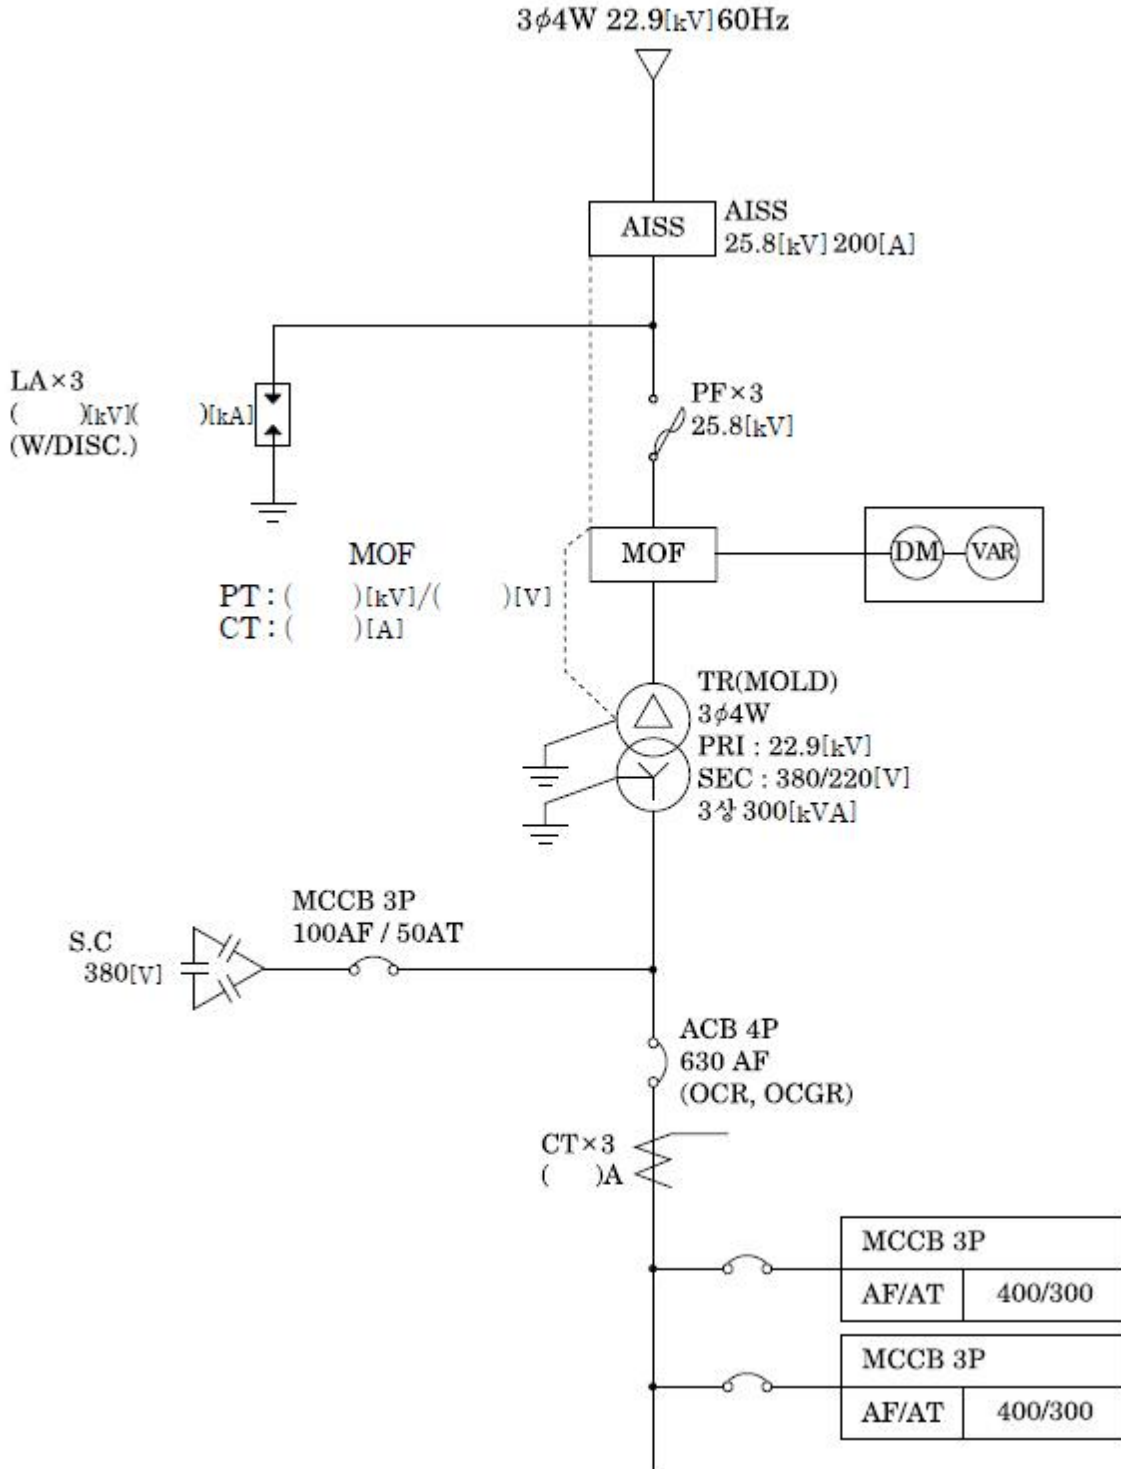 3ϕ4W 22.9[kV]60Hz
AISS
AISS
25.8[kV] 200[A]
LA×3
( )[kV]( )[kA]
(W/DISC.)
PF×3
25.8[kV]
MOF
PT : ( )[kV]/( )[V]
CT : ( )[A]
MOF
DM
VAR
TR(MOLD)
3ϕ4W
PRI : 22.9[kV]
SEC : 380/220[V]
3상 300[kVA]
MCCB 3P
100AF / 50AT
S.C
380[V]
ACB 4P
630 AF
(OCR, OCGR)
CT×3
( )A
MCCB 3P
AF/AT 400/300
MCCB 3P
AF/AT 400/300